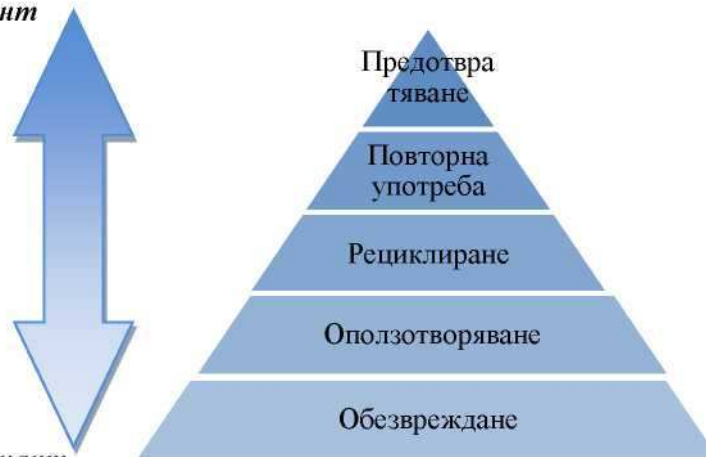 Предотвра
тяване
Повторна
употреба
Рециклиране
Оползотворяване
Обезвреждане